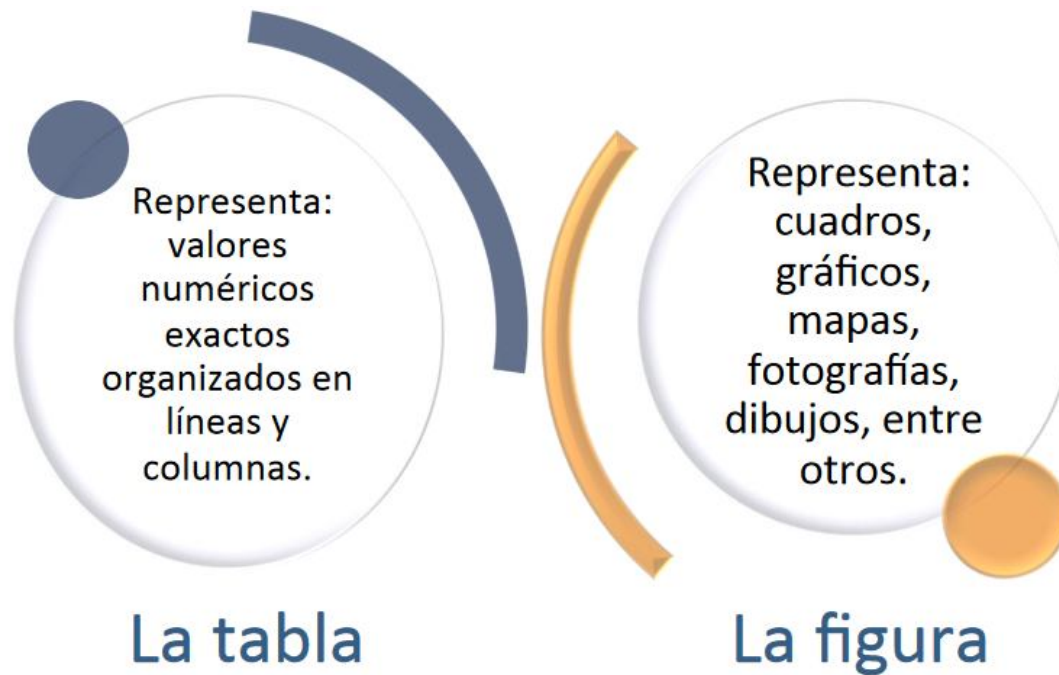 Representa:
valores
numéricos
exactos
organizados en
líneas y
columnas.
La tabla
Representa:
cuadros,
gráficos,
mapas,
fotografías,
dibujos, entre
otros.
La figura